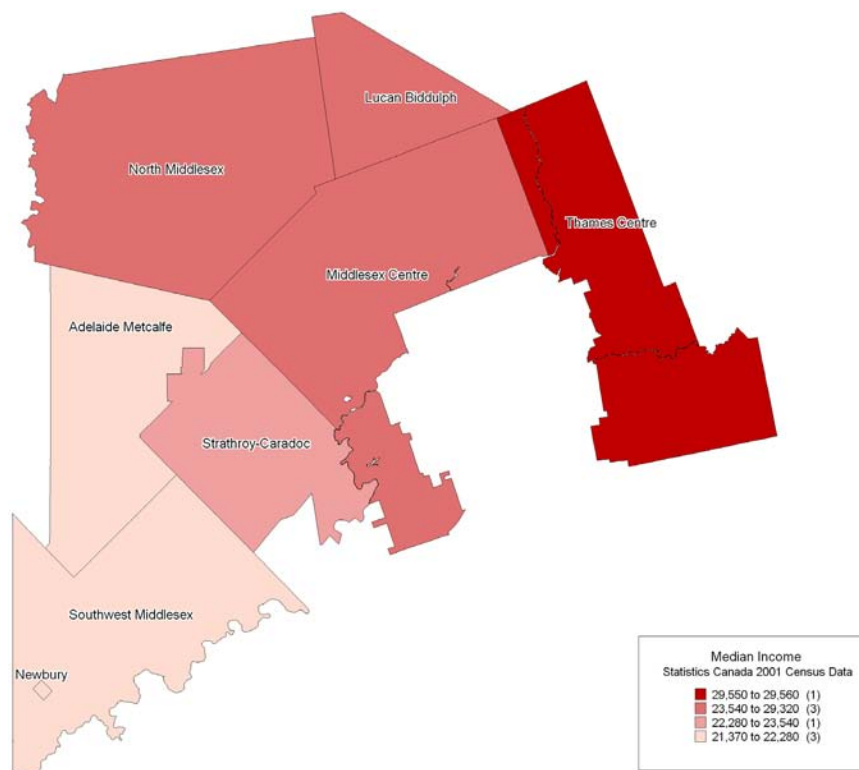 Lucan Biddulph
North Middlesex
Thames Centre
Middlesex Centre
Adelaide Metcalfe
Strathroy-Caradoc
Southwest Middlesex
Newbury
Median Income
Statistics Canada 2001 Census Data
29,550 to 29,560 (1)
23,540 to 29,320 (3)
22,280 to 23,540 (1)
21,370 to 22,280 (3)